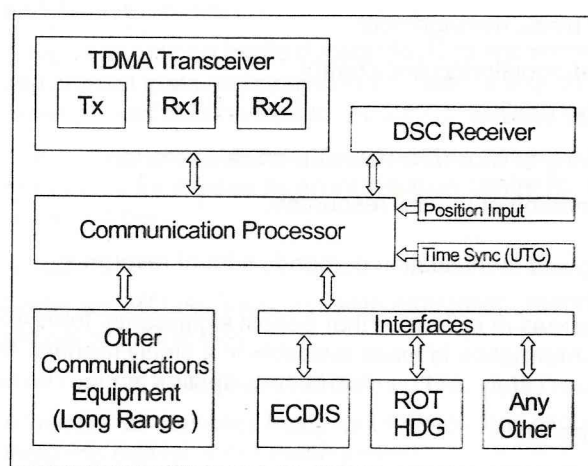 TDMA Transceiver
Tx
Rx1
Rx2
DSC Receiver
Communication Processor
Position Input
Time Sync (UTC)
Other
Communications
Equipment
(Long Range )
Interfaces
ECDIS
ROT
HDG
Any
Other